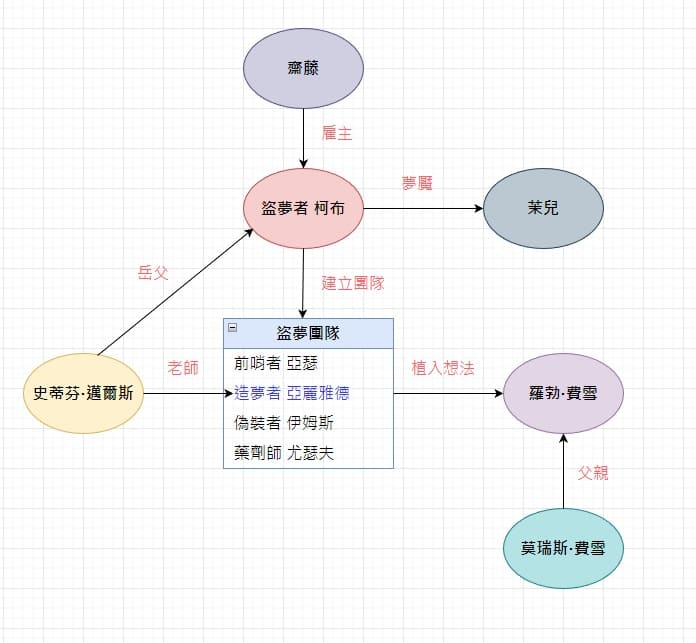 齋藤
雇主
盜夢者 柯布
夢魘
茉兒
岳父
建立團隊
盜夢團隊
前哨者 亞瑟
老師
植入想法
史蒂芬·邁爾斯
造夢者 亞麗雅德
羅勃·費雪
偽裝者 伊姆斯
藥劑師 尤瑟夫
父親
莫瑞斯·費雪